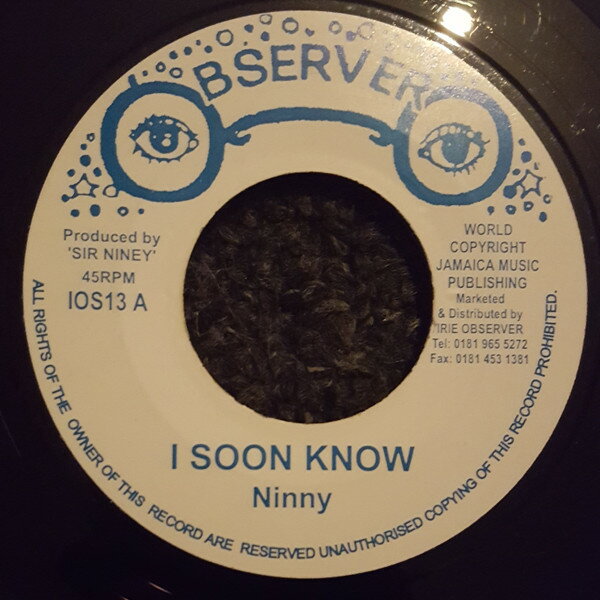 OBSERVER
Produced by
'SIR NINEY'
45RPM
IOS13 A
WORLD
COPYRIGHT
JAMAICA MUSIC
PUBLISHING
Marketed
& Distributed by
IRIE OBSERVER
Tel: 0181 965 5272
Fax: 0181 453 1381
I SOON KNOW
Ninny
ALL RIGHTS OF THE OWNER OF THIS RECORD ARE RESERVED UNAUTHORISED COPYING OF THIS RECORD PROHIBITED.